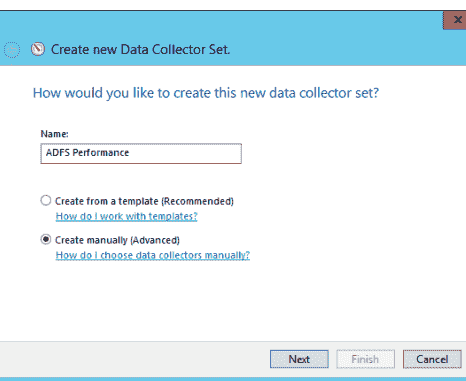 Create new Data Collector Set.
How would you like to create this new data collector set?
Name:
ADFS Performance
Create from a template (Recommended)
How do I work with templates?
Create manually (Advanced)
How do I choose data collectors manually?
Next Finish Cancel